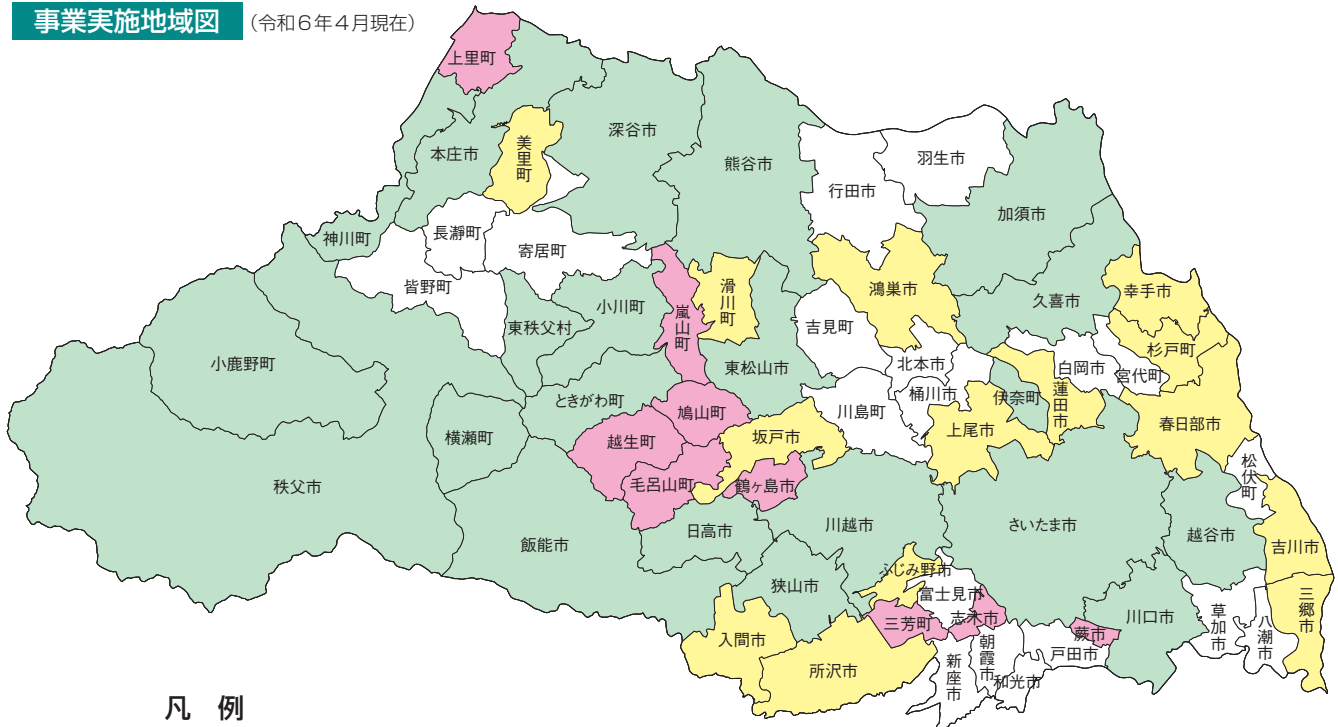 事業実施地域図 (令和6年4月現在)
上里町
本庄市
美里町
深谷市
熊谷市
行田市
羽生市
加須市
神川町
長瀞町
寄居町
皆野町
東秩父村
小川町
嵐山町
滑川町
吉見町
鴻巣市
久喜市
幸手市
杉戸町
小鹿野町
東松山市
北本市
桶川市
白岡市
宮代町
伊奈町
蓮田市
ときがわ町
鳩山町
川島町
上尾市
春日部市
横瀬町
越生町
坂戸市
秩父市
毛呂山町
鶴ヶ島市
松伏町
飯能市
日高市
川越市
さいたま市
越谷市
吉川市
狭山市
ふじみ野市
富士見市
三芳町
志木市
川口市
三郷市
入間市
所沢市
新座市
朝霞市
和光市
戸田市
蕨市
草加市
八潮市
凡 例